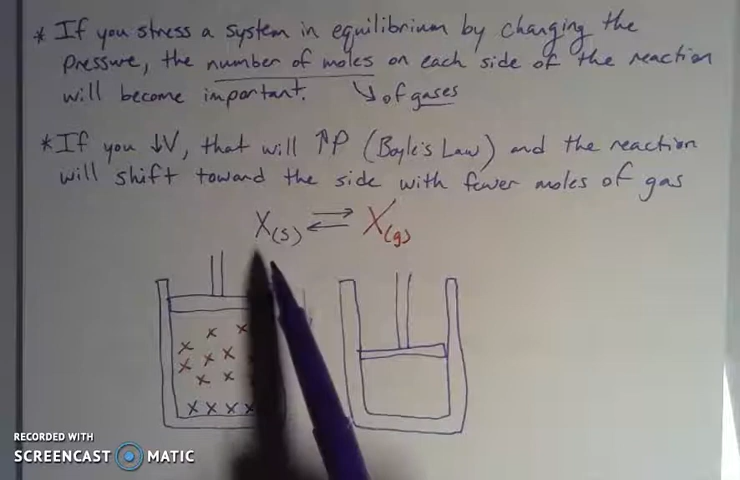 * If you stress a system in equilibrium by changing the
pressure, the number of moles on each side of the reaction
will become important. ↘ of gases
* If you ↓V, that will ↑P (Boyle's Law) and the reaction
will shift toward the side with fewer moles of gas
X(s) ⇌ X(g)
x x
x x x
x x
x x
x x x x
RECORDED WITH
SCREENCAST MATIC